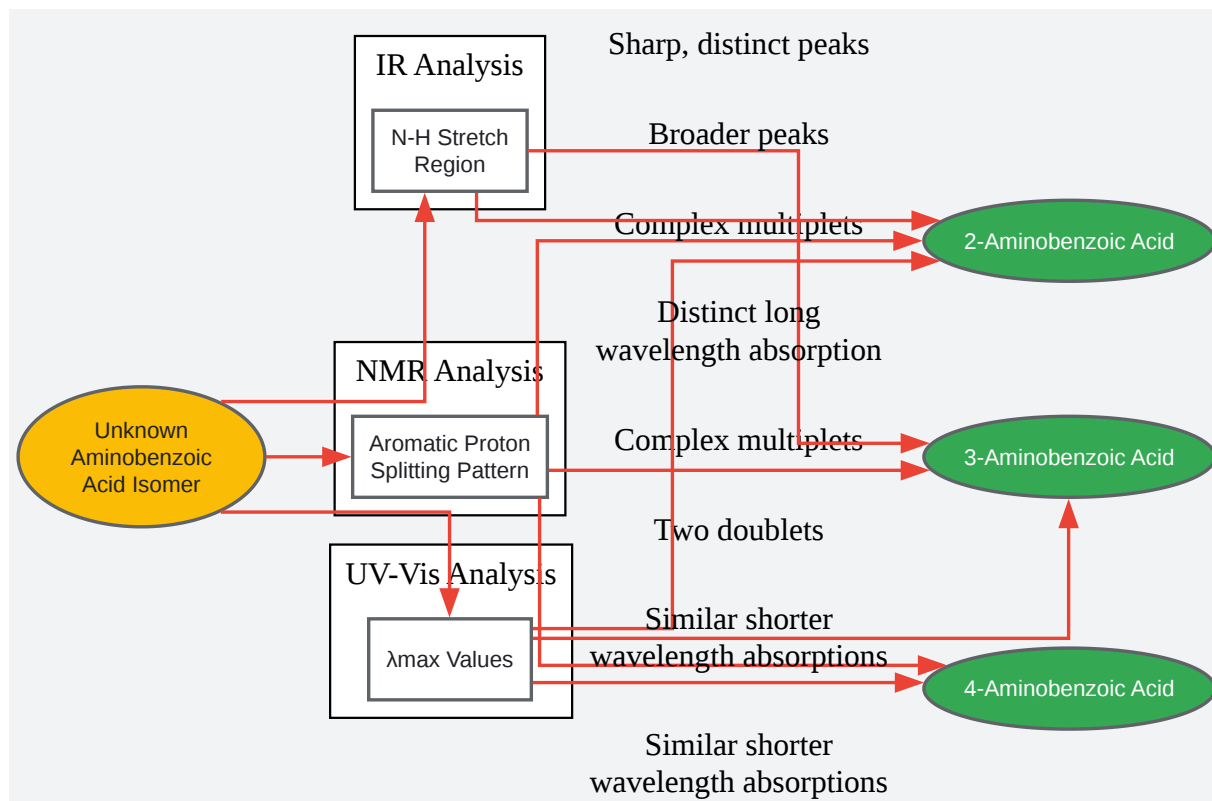 Sharp, distinct peaks
IR Analysis
N-H Stretch
Region
Broader peaks
Complex multiplets
2-Aminobenzoic Acid
Distinct long
wavelength absorption
NMR Analysis
Unknown
Aminobenzoic
Acid Isomer
Aromatic Proton
Splitting Pattern
Complex multiplets
3-Aminobenzoic Acid
Two doublets
UV-Vis Analysis
λmax Values
Similar shorter
wavelength absorptions
4-Aminobenzoic Acid
Similar shorter
wavelength absorptions